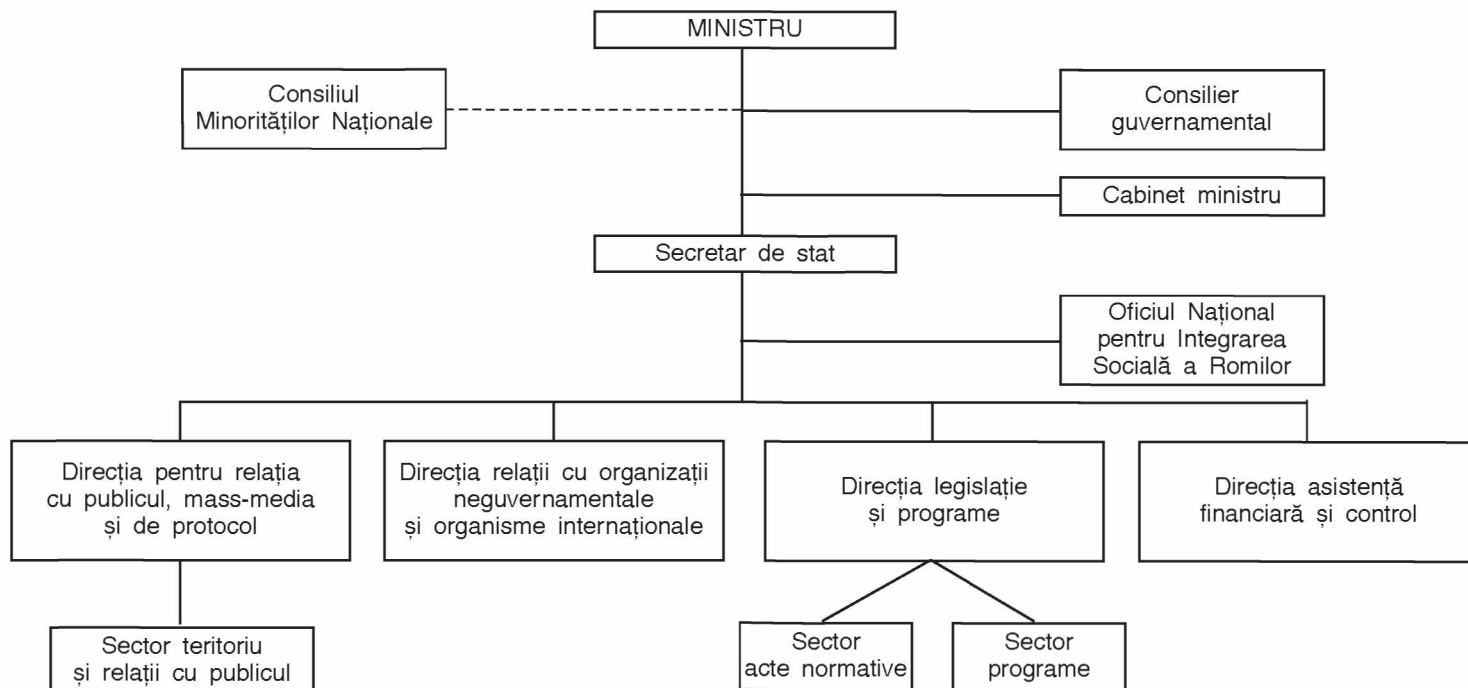 MINISTRU
Consiliul
Minorităților Naționale
Consilier
guvernamental
Cabinet ministru
Secretar de stat
Oficiul Național
pentru Integrarea
Socială a Romilor
Direcția pentru relația
cu publicul, mass-media
și de protocol
Direcția relații cu organizații
neguvernamentale
și organisme internaționale
Direcția legislație
și programe
Direcția asistență
financiară și control
Sector teritoriu
și relații cu publicul
Sector
acte normative
Sector
programe